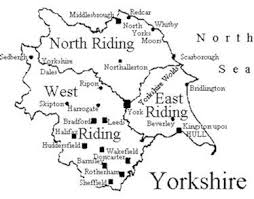 Redcar
Middlesbrough
Whitby
North Riding
North
Yorks
Moors
North
Sedbergh
Yorkshire
Dales
Northallerton
Scarborough
Sea
Ripon
Yorkshire Wolds
West
Skipton
Harrogate
York
East
Riding
Bridlington
Bradford
Leeds
Beverley
Halifax
Riding
Kingston upon
HULL
Huddersfield
Wakefield
Doncaster
Barnsley
Rotherham
Sheffield
Yorkshire